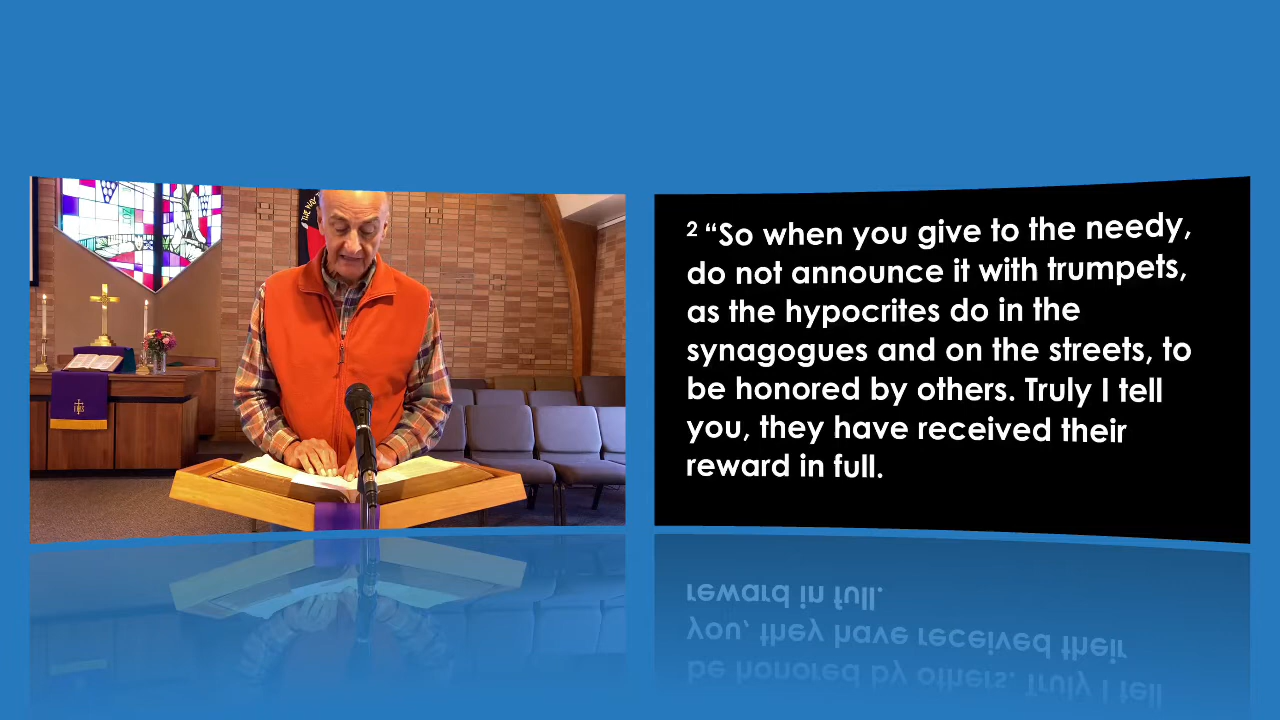 THE WAY
2 “So when you give to the needy,
do not announce it with trumpets,
as the hypocrites do in the
synagogues and on the streets, to
be honored by others. Truly I tell
you, they have received their
reward in full.